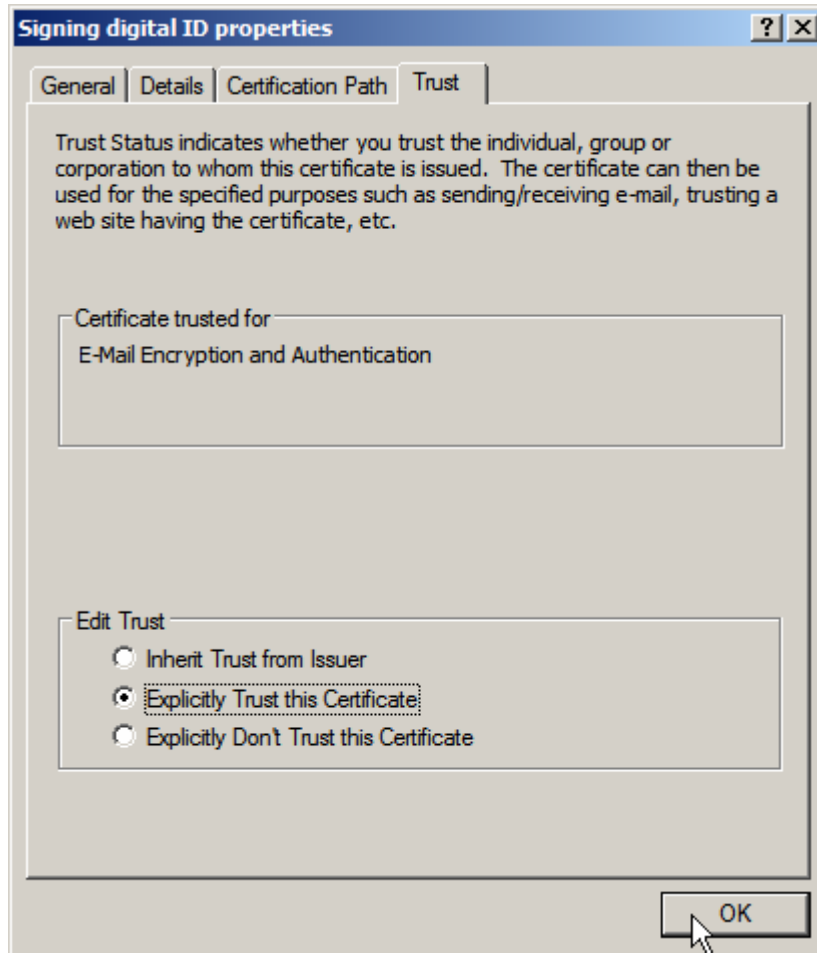 Signing digital ID properties
General
Details
Certification Path
Trust
Trust Status indicates whether you trust the individual, group or
corporation to whom this certificate is issued.  The certificate can then be
used for the specified purposes such as sending/receiving e-mail, trusting a
web site having the certificate, etc.
Certificate trusted for
E-Mail Encryption and Authentication
Edit Trust
Inherit Trust from Issuer
Explicitly Trust this Certificate
Explicitly Don't Trust this Certificate
OK